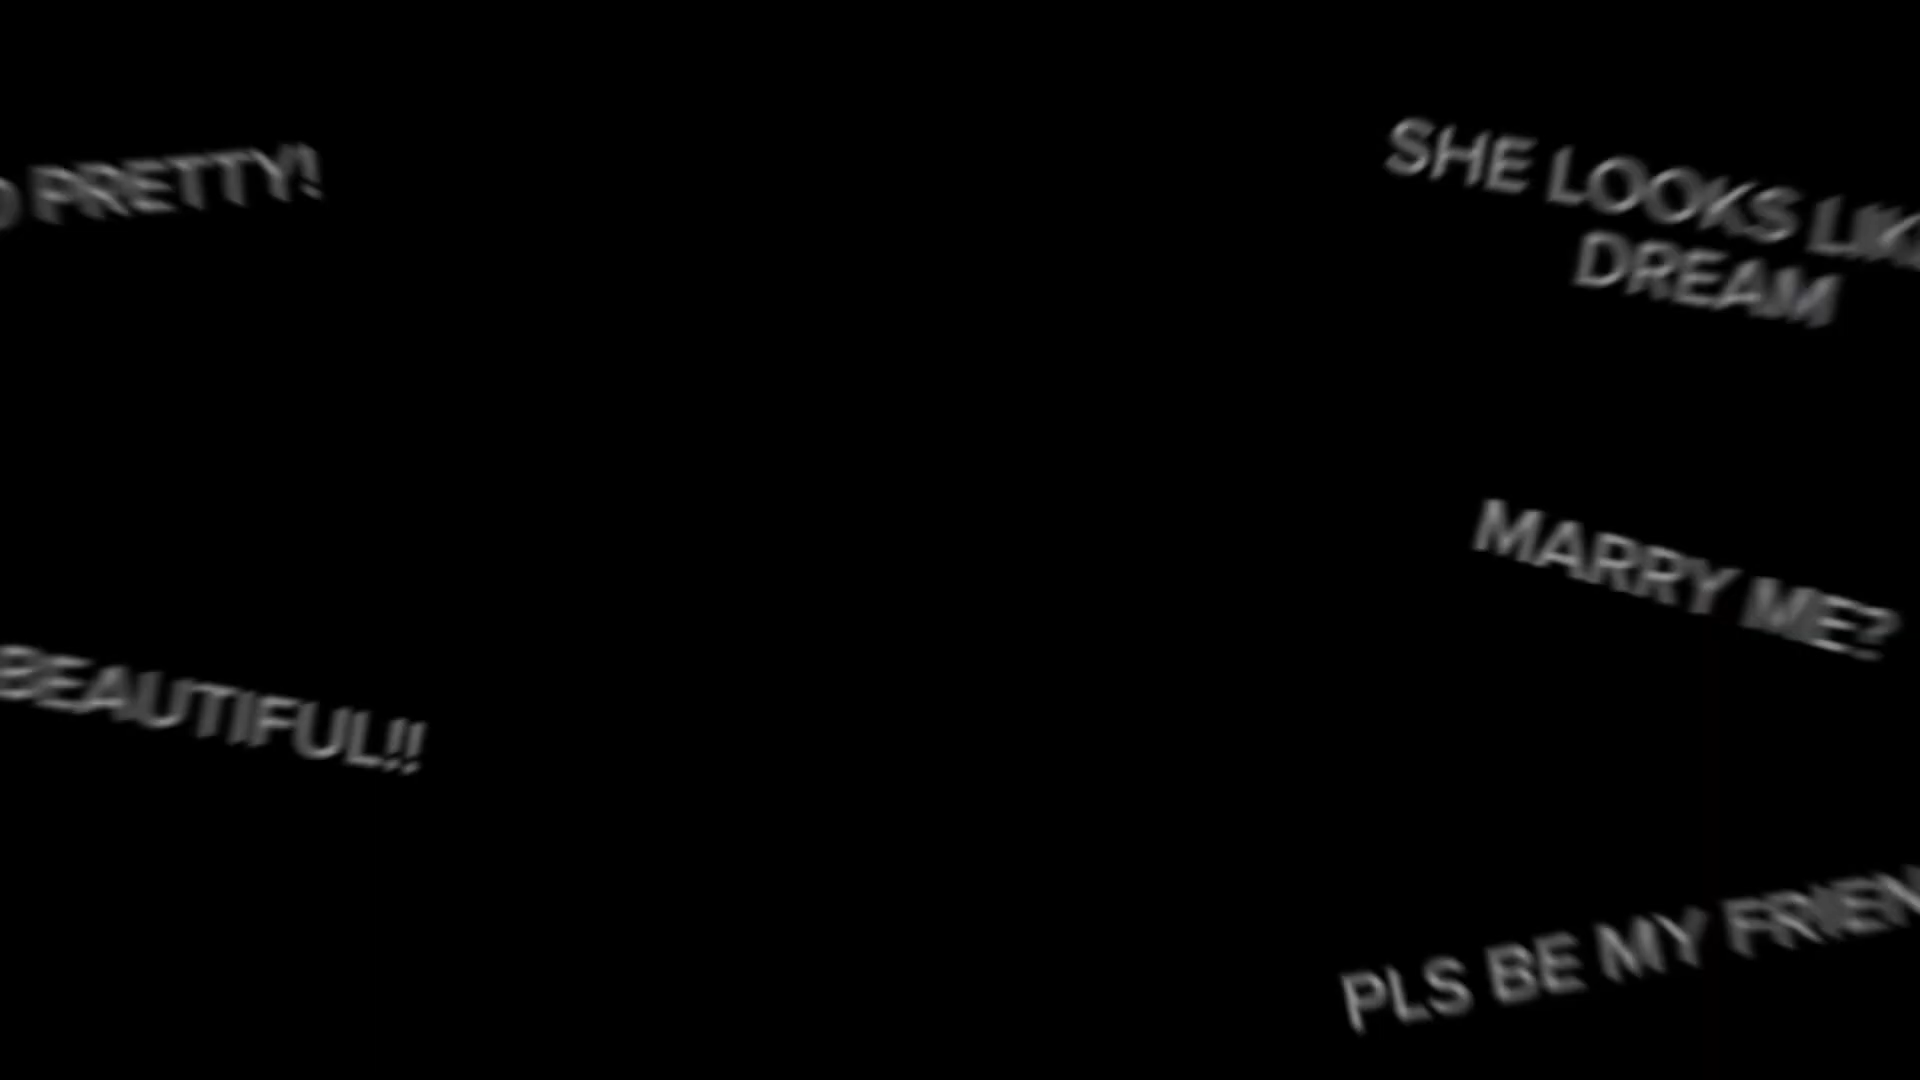 PRETTY!
SHE LOOKS
DREAM
MARRY ME?
BEAUTIFUL!!
PLS BE MY